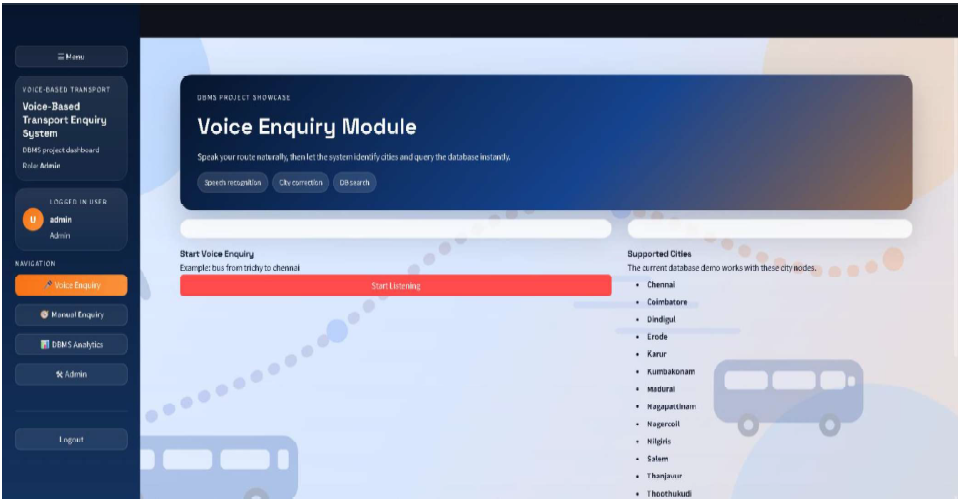 ☰ Menu
VOICE-BASED TRANSPORT
Voice-Based
Transport Enquiry
System
DBMS project dashboard
Role: Admin
LOGGED IN USER
U
admin
Admin
NAVIGATION
🎤 Voice Enquiry
🧭 Manual Enquiry
📊 DBMS Analytics
🛠 Admin
Logout
DBMS PROJECT SHOWCASE
Voice Enquiry Module
Speak your route naturally, then let the system identify cities and query the database instantly.
Speech recognition
City correction
DB search
Start Voice Enquiry
Example: bus from trichy to chennai
Start Listening
Supported Cities
The current database demo works with these city nodes.
• Chennai
• Coimbatore
• Dindigul
• Erode
• Karur
• Kumbakonam
• Madurai
• Nagapattinam
• Nagercoil
• Nilgiris
• Salem
• Thanjavur
• Thoothukudi